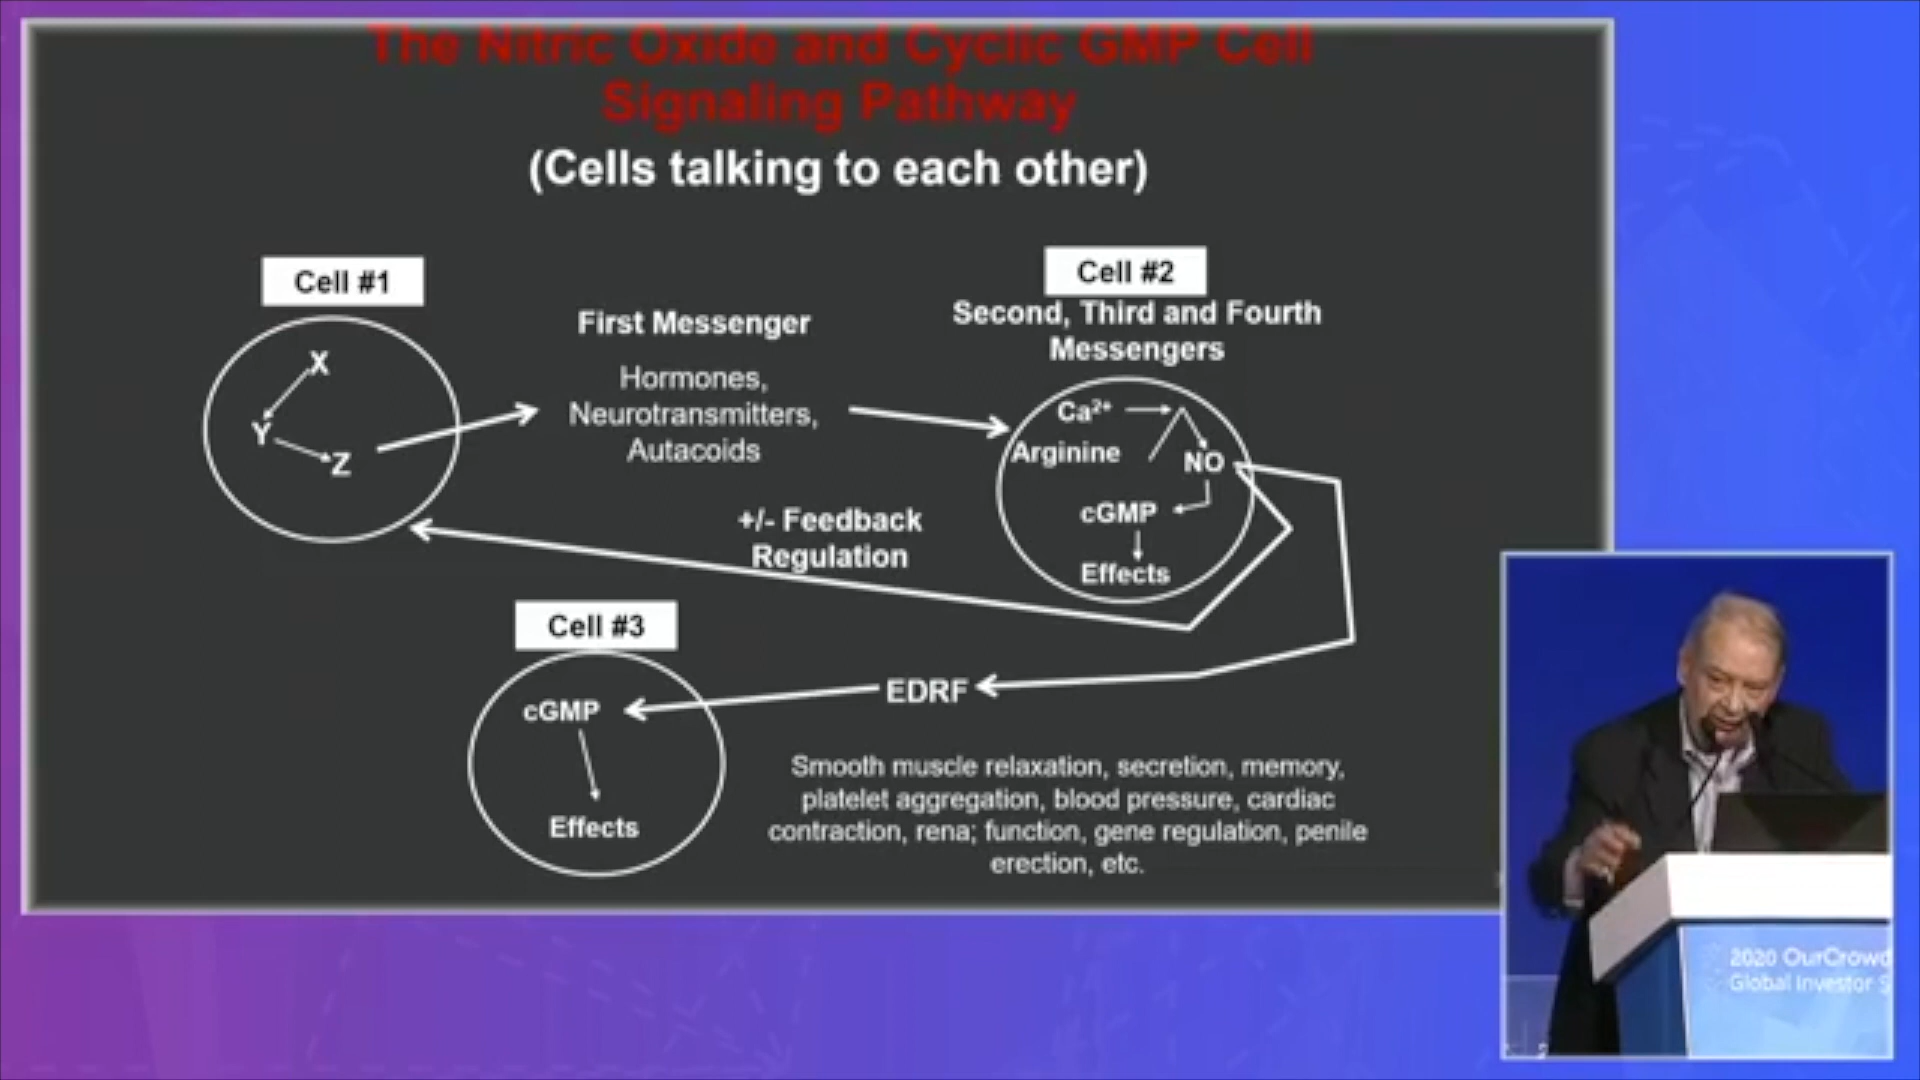 The Nitric Oxide and Cyclic GMP Cell
Signaling Pathway
(Cells talking to each other)
Cell #1
X
Y
Z
First Messenger
Hormones,
Neurotransmitters,
Autacoids
Cell #2
Second, Third and Fourth
Messengers
Ca²⁺
Arginine
NO
cGMP
Effects
+/- Feedback
Regulation
Cell #3
cGMP
Effects
EDRF
Smooth muscle relaxation, secretion, memory,
platelet aggregation, blood pressure, cardiac
contraction, rena; function, gene regulation, penile
erection, etc.
2020 OurCrowd
Global Investor S